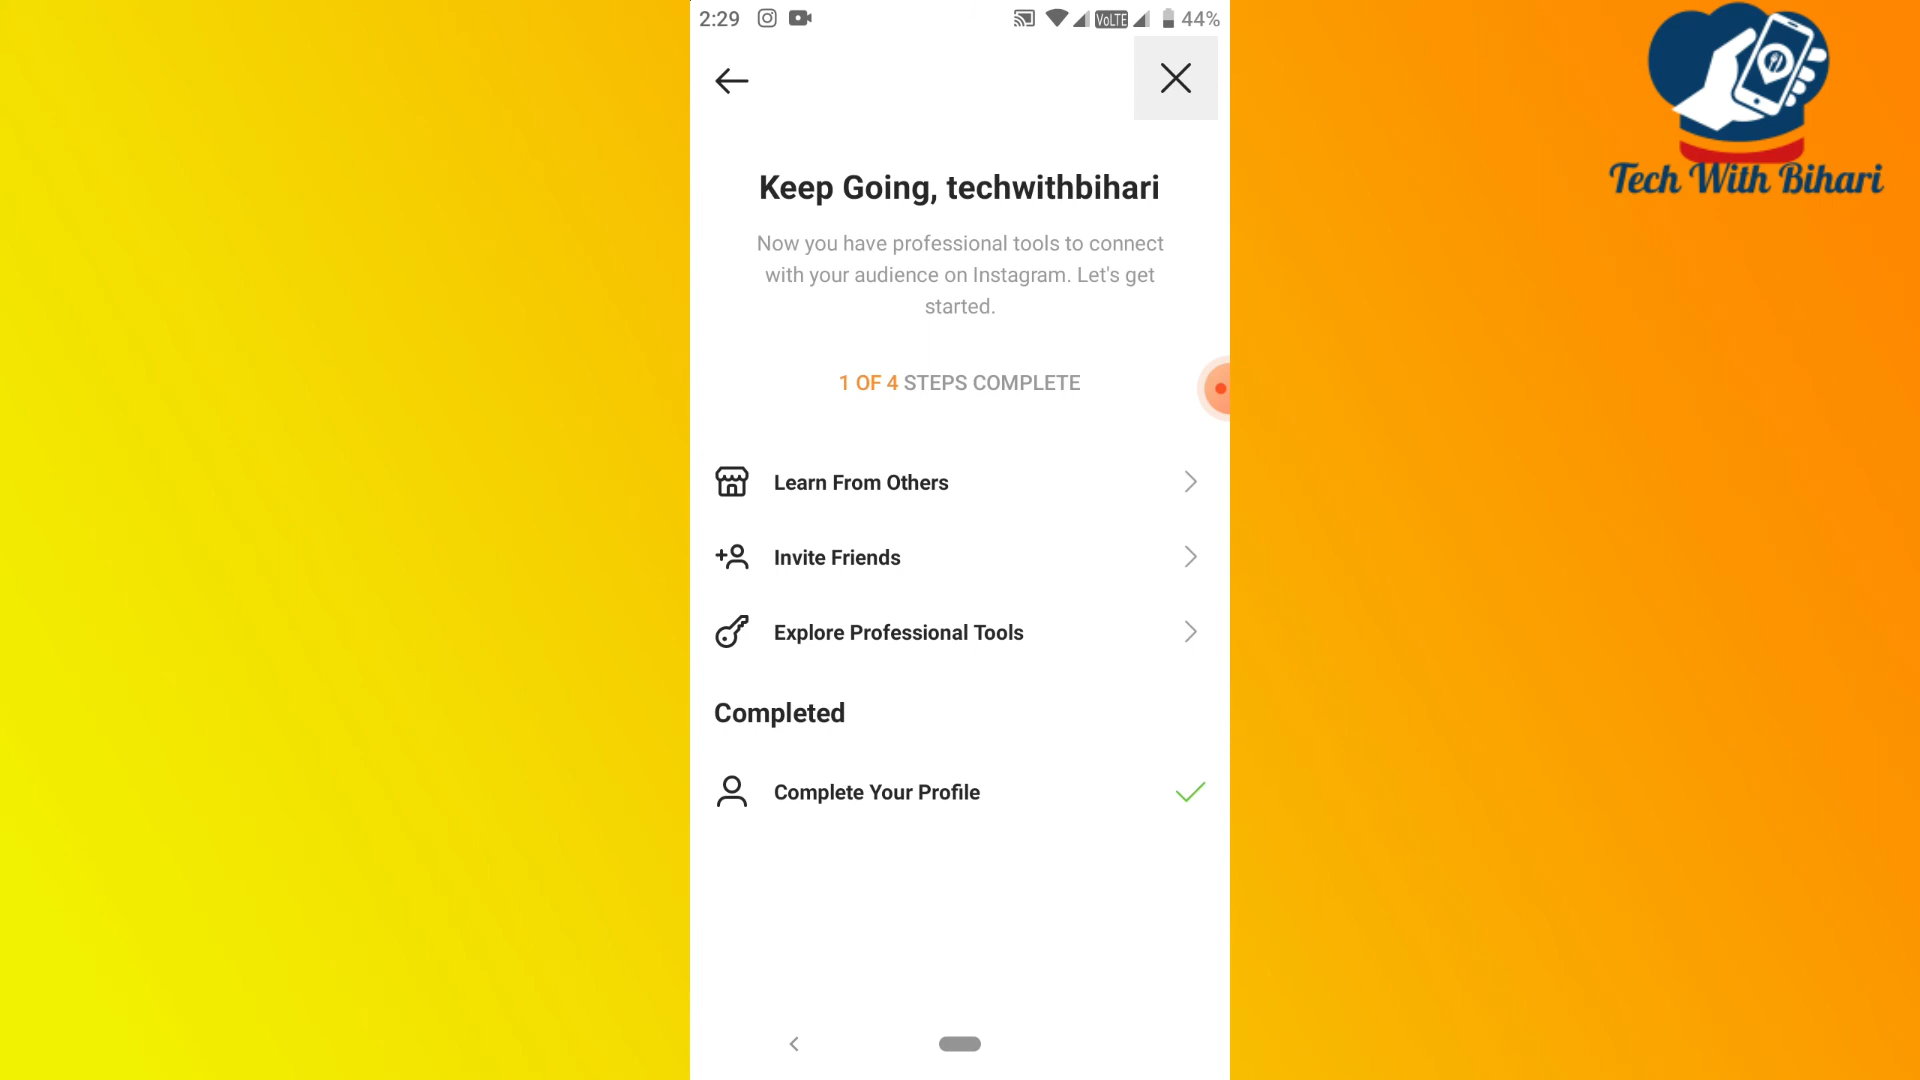 2:29
VoLTE
44%
Tech With Bihari
Keep Going, techwithbihari
Now you have professional tools to connect
with your audience on Instagram. Let's get
started.
1 OF 4 STEPS COMPLETE
Learn From Others
Invite Friends
Explore Professional Tools
Completed
Complete Your Profile